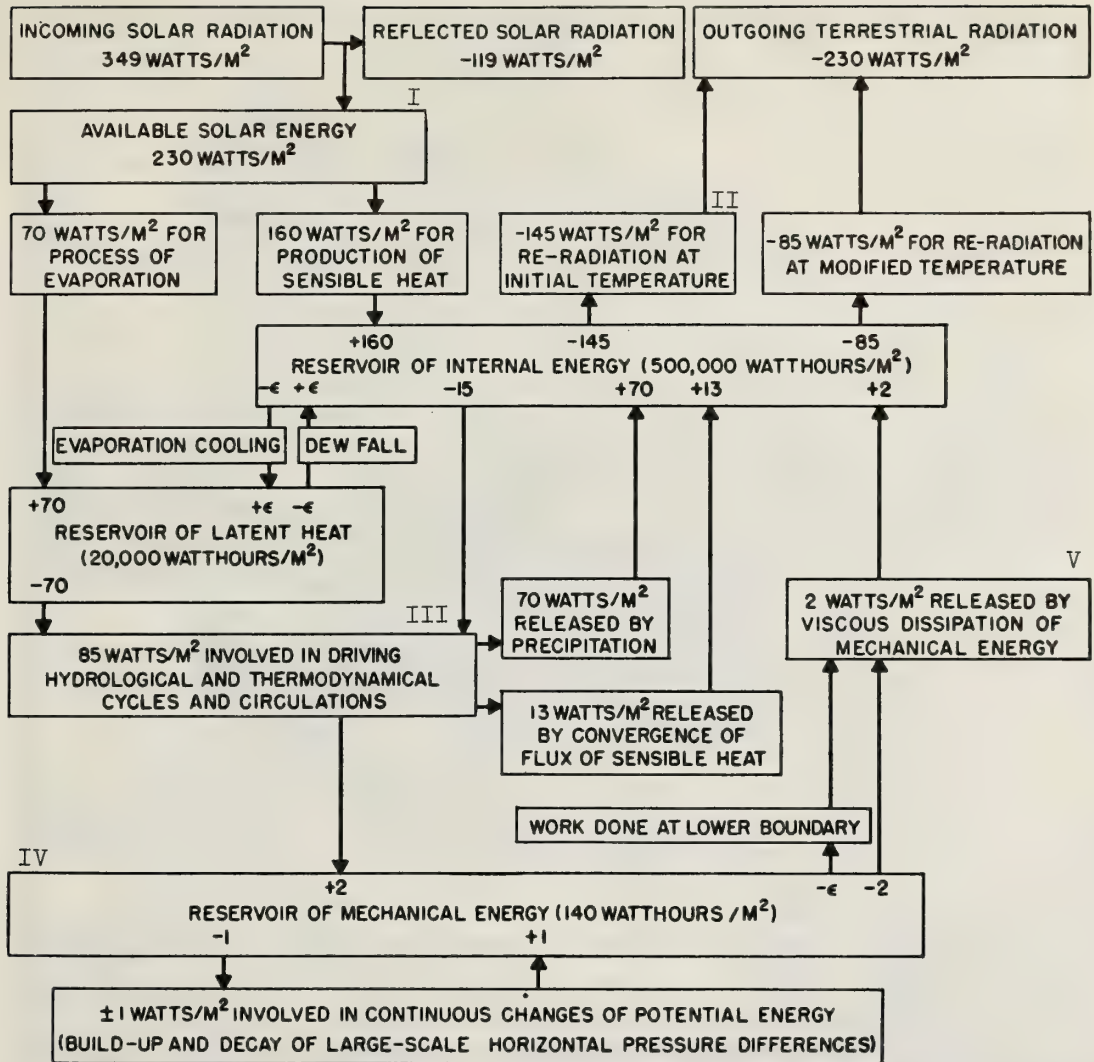 INCOMING SOLAR RADIATION
349 WATTS/M²
REFLECTED SOLAR RADIATION
-119 WATTS/M²
OUTGOING TERRESTRIAL RADIATION
-230 WATTS/M²
I
AVAILABLE SOLAR ENERGY
230 WATTS/M²
II
70 WATTS/M² FOR
PROCESS OF
EVAPORATION
160 WATTS/M² FOR
PRODUCTION OF
SENSIBLE HEAT
-145 WATTS/M² FOR
RE-RADIATION AT
INITIAL TEMPERATURE
-85 WATTS/M² FOR RE-RADIATION
AT MODIFIED TEMPERATURE
+160 -145 -85
RESERVOIR OF INTERNAL ENERGY (500,000 WATTHOURS/M²)
-ϵ +ϵ -15 +70 +13 +2
EVAPORATION COOLING
DEW FALL
+70 +ϵ -ϵ
RESERVOIR OF LATENT HEAT
(20,000 WATTHOURS/M²)
-70
III
85 WATTS/M² INVOLVED IN DRIVING
HYDROLOGICAL AND THERMODYNAMICAL
CYCLES AND CIRCULATIONS
70 WATTS/M²
RELEASED BY
PRECIPITATION
13 WATTS/M² RELEASED
BY CONVERGENCE OF
FLUX OF SENSIBLE HEAT
V
2 WATTS/M² RELEASED BY
VISCOUS DISSIPATION OF
MECHANICAL ENERGY
WORK DONE AT LOWER BOUNDARY
IV
+2 -ϵ -2
RESERVOIR OF MECHANICAL ENERGY (140 WATTHOURS /M²)
-1 +1
±1 WATTS/M² INVOLVED IN CONTINUOUS CHANGES OF POTENTIAL ENERGY
(BUILD-UP AND DECAY OF LARGE-SCALE HORIZONTAL PRESSURE DIFFERENCES)